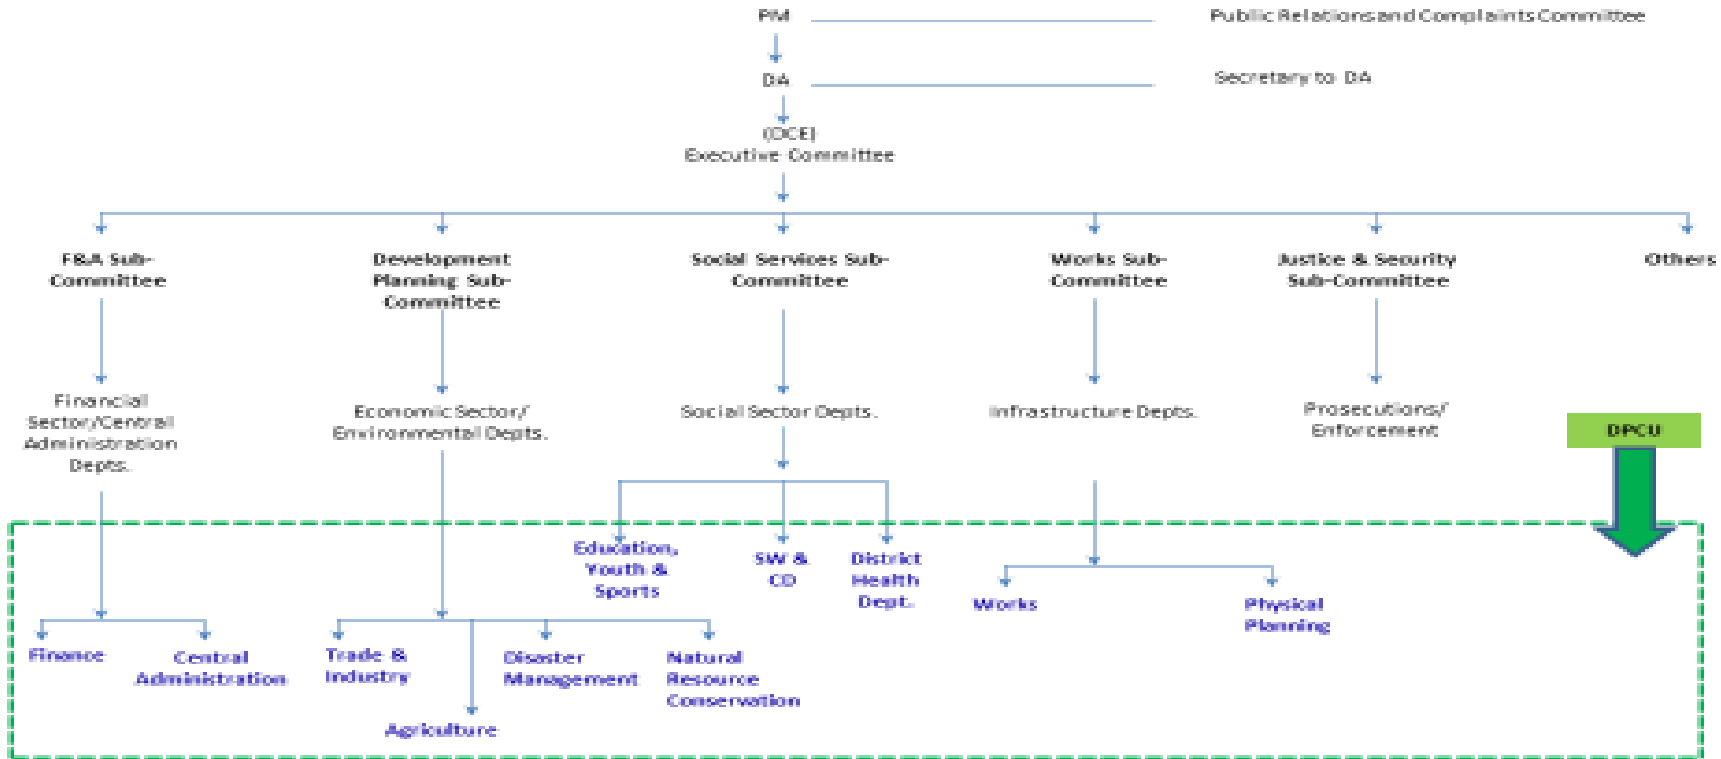 PM
Public Relations and Complaints Committee
DA
Secretary to DA
(DCE)
Executive Committee
F&A Sub-
Committee
Development
Planning Sub-
Committee
Social Services Sub-
Committee
Works Sub-
Committee
Justice & Security
Sub-Committee
Others
Financial
Sector/Central
Administration
Depts.
Economic Sector/
Environmental Depts.
Social Sector Depts.
Infrastructure Depts.
Prosecutions/
Enforcement
DPCU
Education,
Youth &
Sports
SW &
CD
District
Health
Dept.
Works
Physical
Planning
Finance
Central
Administration
Trade &
Industry
Agriculture
Disaster
Management
Natural
Resource
Conservation